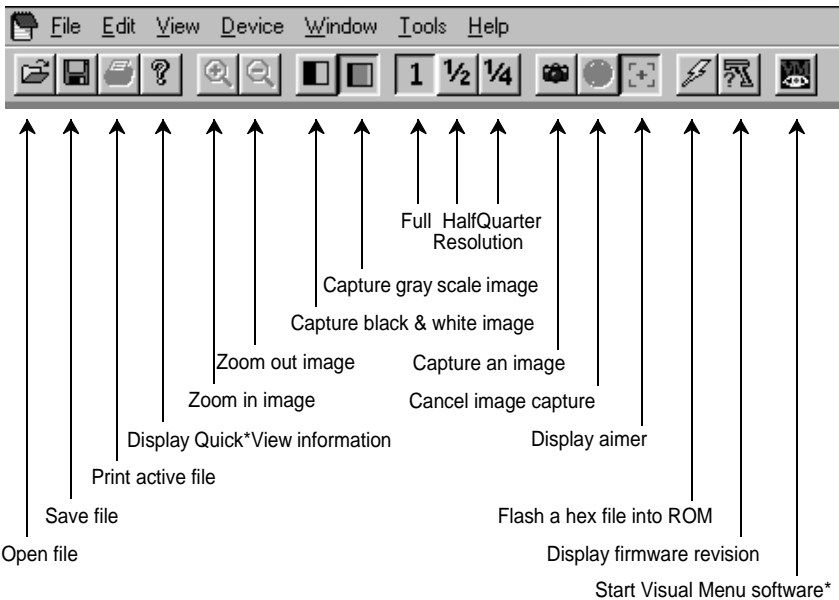 File Edit View Device Window Tools Help
? 1 ½ ¼ ?
Full Half Quarter
Resolution
Capture gray scale image
Capture black & white image
Zoom out image Capture an image
Zoom in image Cancel image capture
Display Quick*View information Display aimer
Print active file
Save file Flash a hex file into ROM
Open file Display firmware revision
Start Visual Menu software*